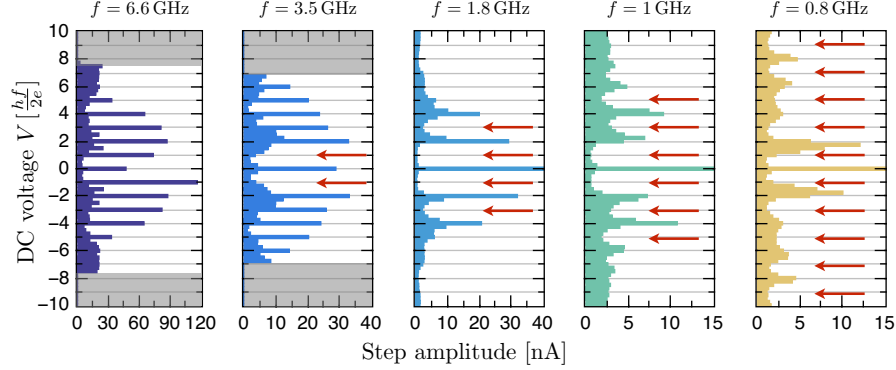 f = 6.6 GHz f = 3.5 GHz f = 1.8 GHz f = 1 GHz f = 0.8 GHz
DC voltage V [hf/2e]
10
8
6
4
2
0
−2
−4
−6
−8
−10
0 30 60 90 120 0 10 20 30 40 0 10 20 30 40 0 5 10 15 0 5 10 15
Step amplitude [nA]